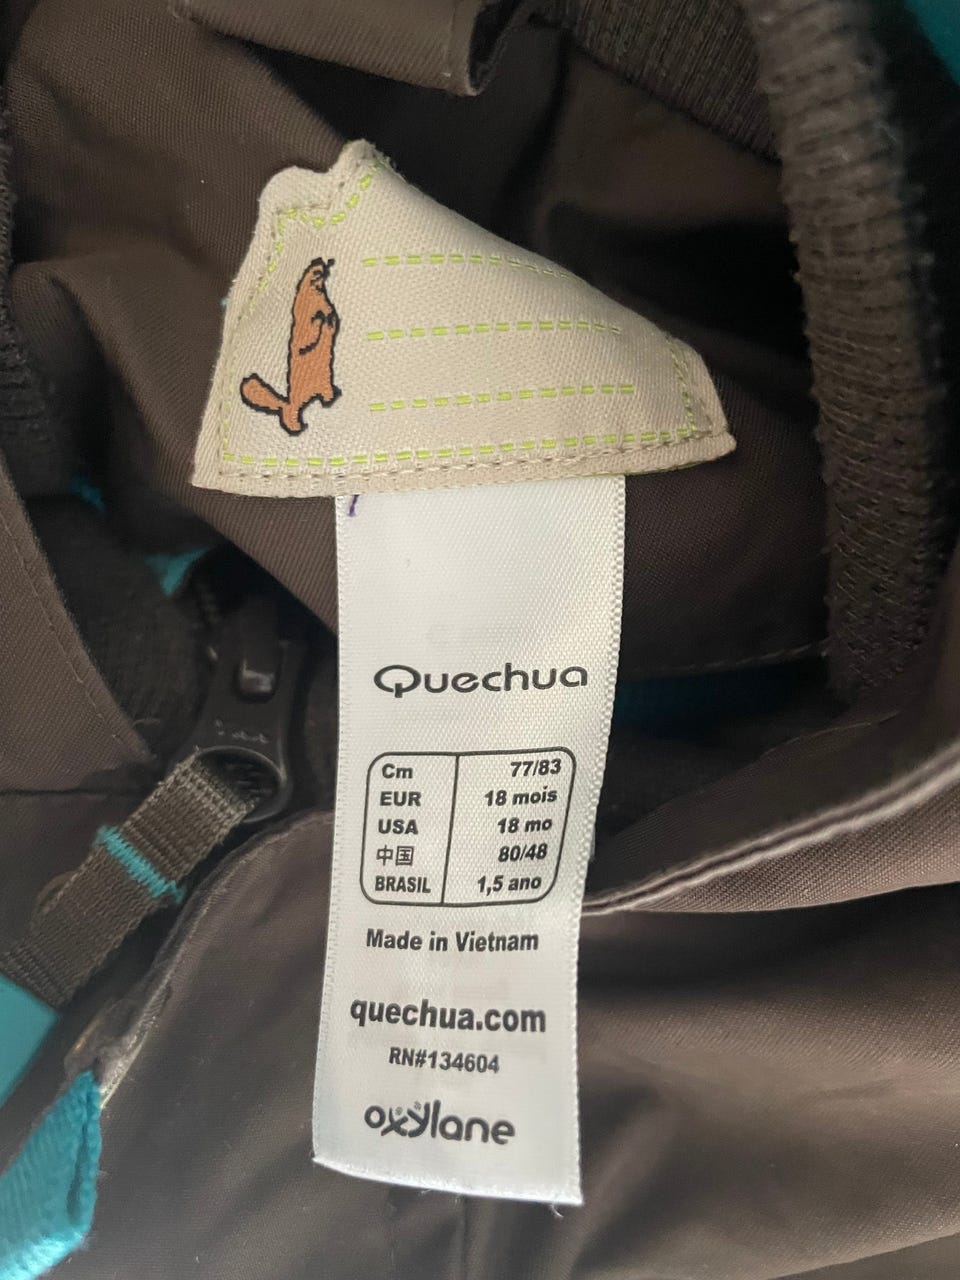 Quechua
Cm 77/83
EUR 18 mois
USA 18 mo
中国 80/48
BRASIL 1,5 ano
Made in Vietnam
quechua.com
RN#134604
oxylane